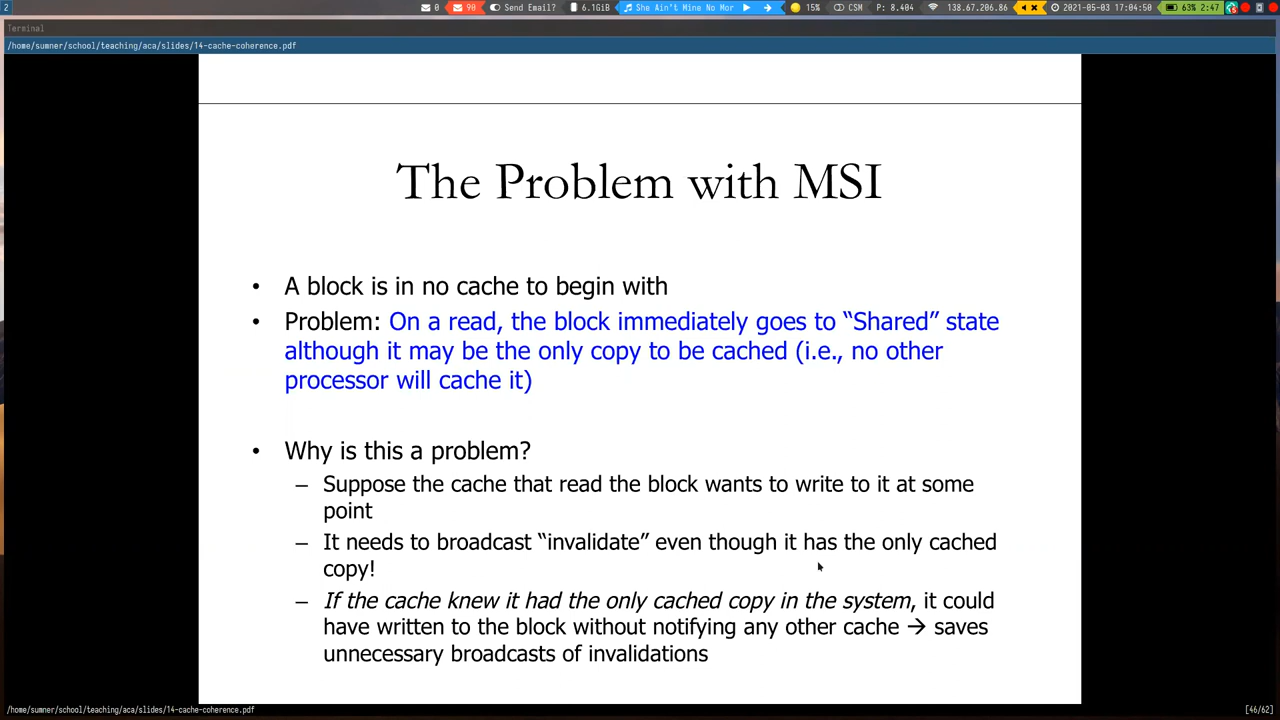 2
0
90
Send Email?
6.1GiB
She Ain't Mine No Mor
15%
CSM
P: 8.404
138.67.206.86
2021-05-03 17:04:50
63% 2:47
Terminal
/home/sumner/school/teaching/aca/slides/14-cache-coherence.pdf
The Problem with MSI
• A block is in no cache to begin with
• Problem: On a read, the block immediately goes to “Shared” state
although it may be the only copy to be cached (i.e., no other
processor will cache it)
• Why is this a problem?
– Suppose the cache that read the block wants to write to it at some
point
– It needs to broadcast “invalidate” even though it has the only cached
copy!
– If the cache knew it had the only cached copy in the system, it could
have written to the block without notifying any other cache → saves
unnecessary broadcasts of invalidations
/home/sumner/school/teaching/aca/slides/14-cache-coherence.pdf
[46/62]